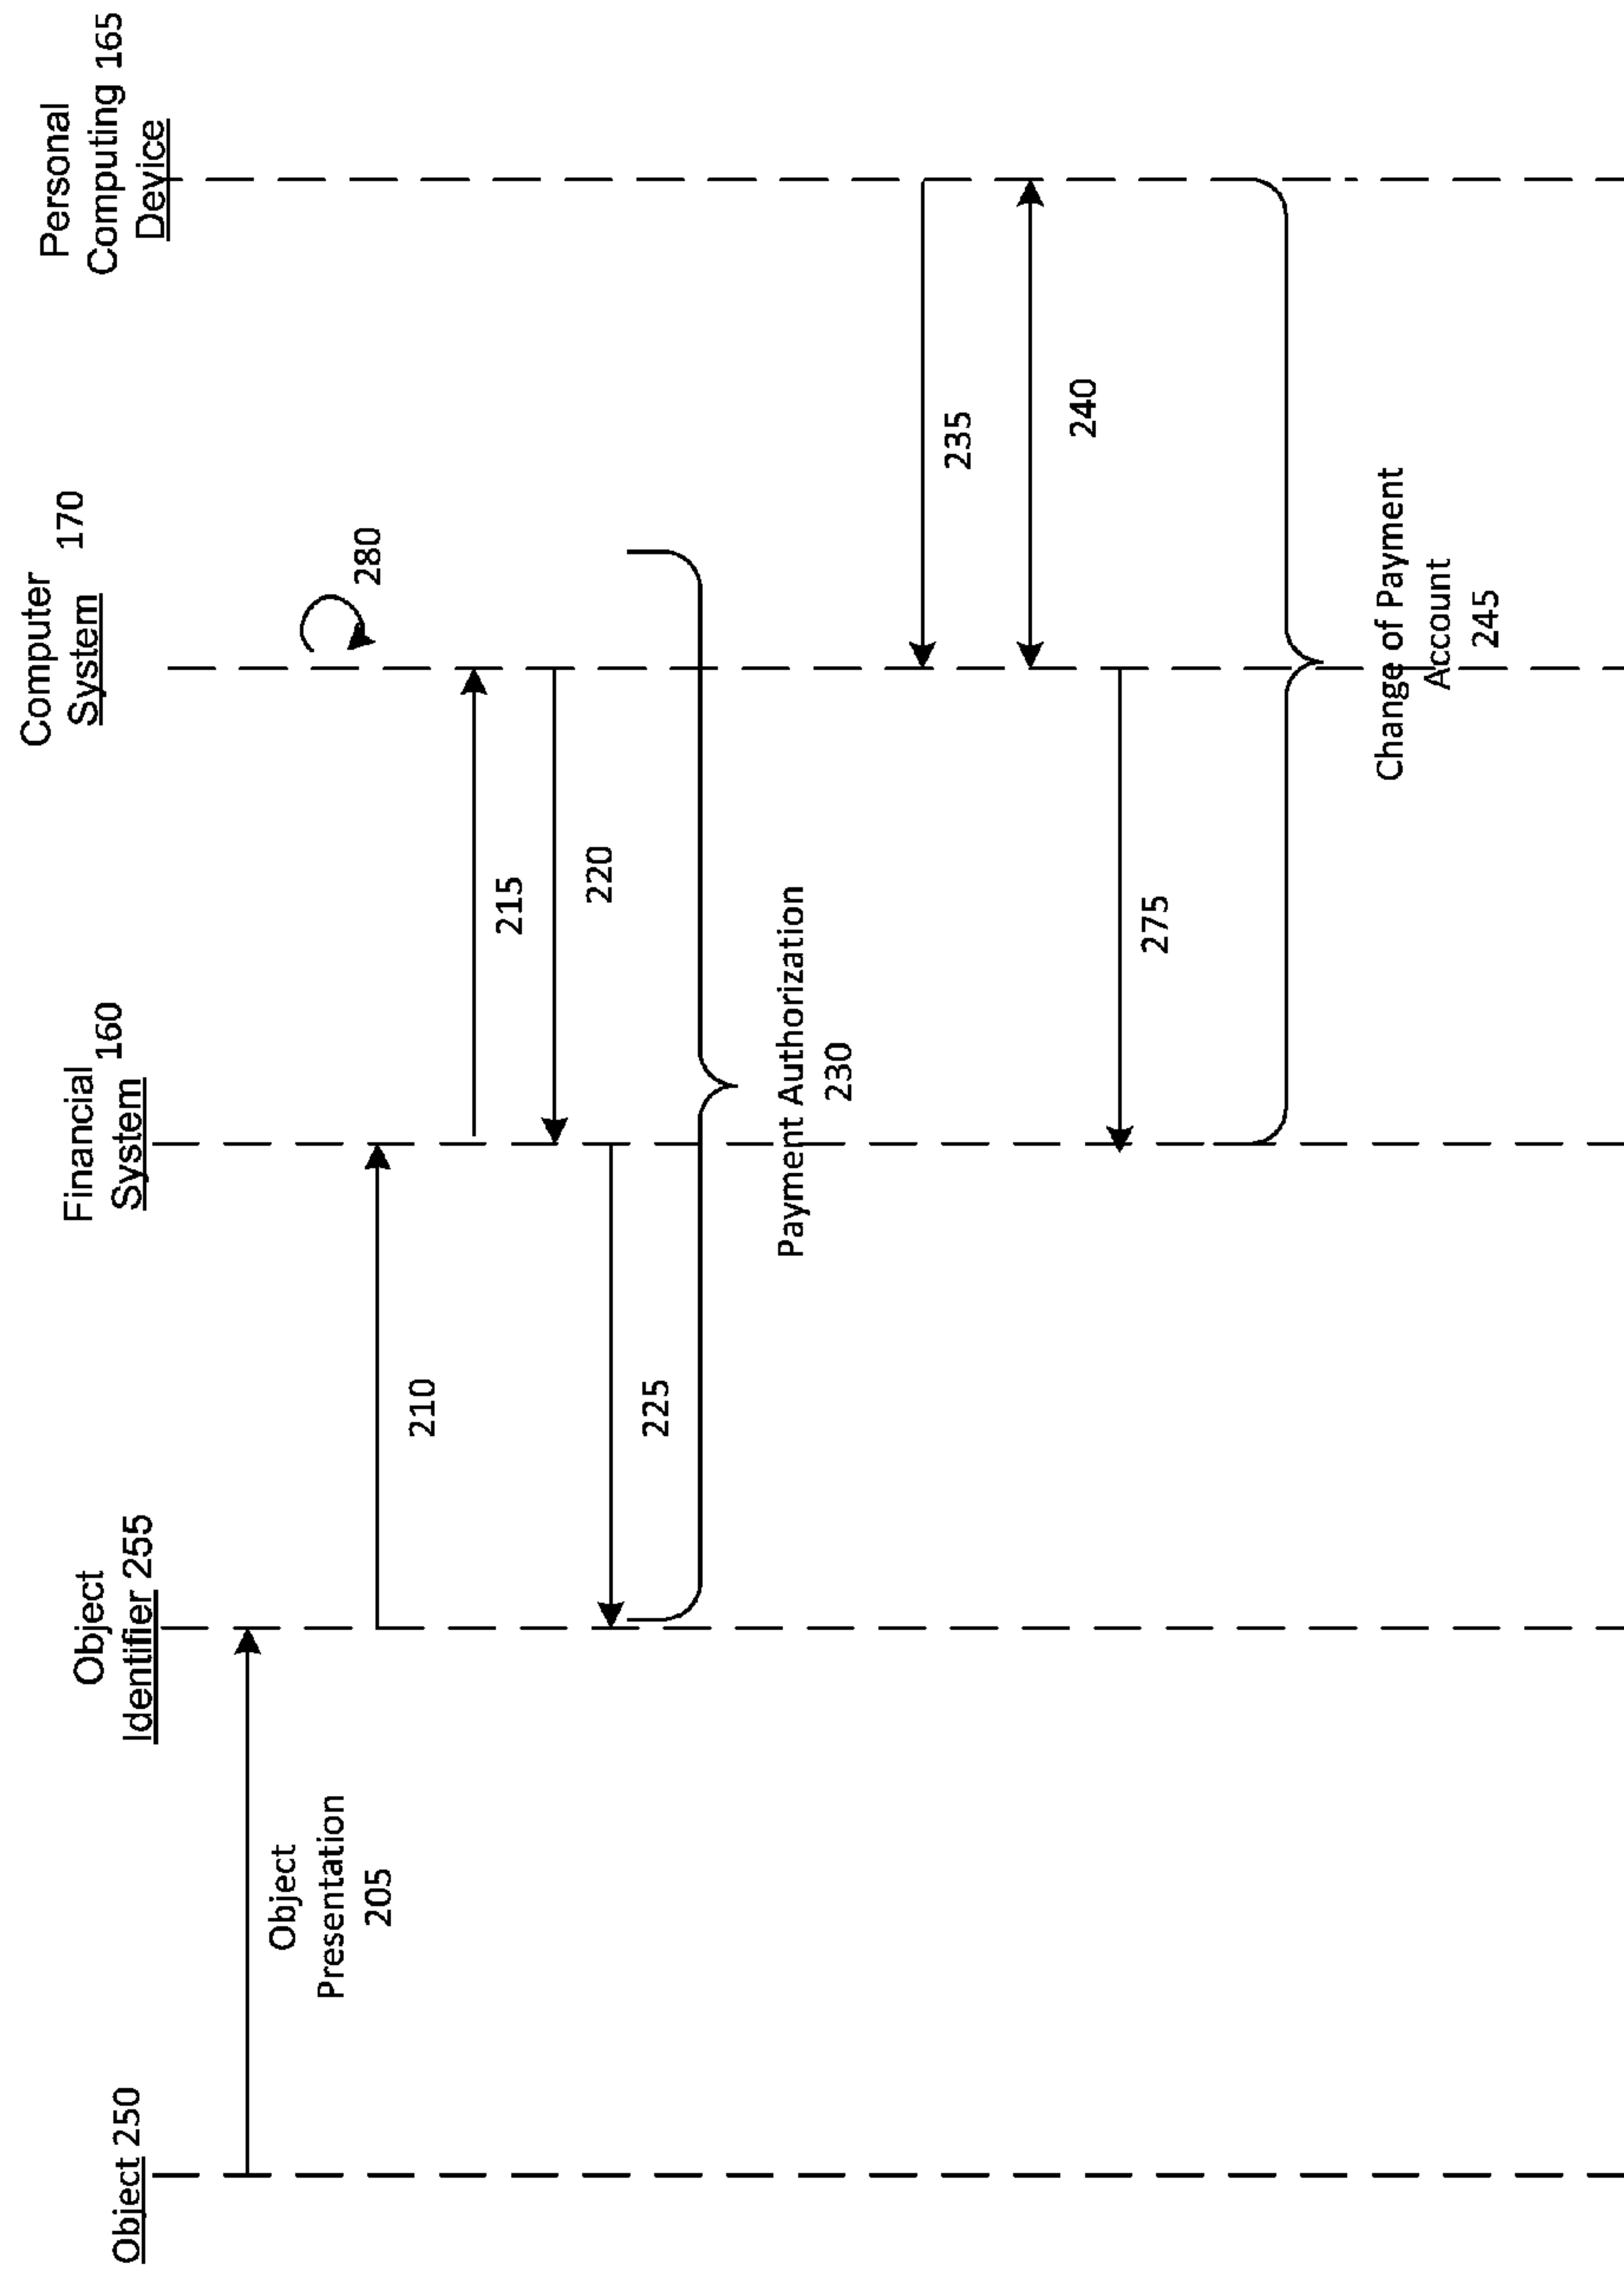 Object 250
Object
Identifier 255
Financial
System 160
Computer
System 170
Personal
Computing 165
Device
Object
Presentation
205
280
210
215
220
225
Payment Authorization
230
235
240
275
Change of Payment
Account
245